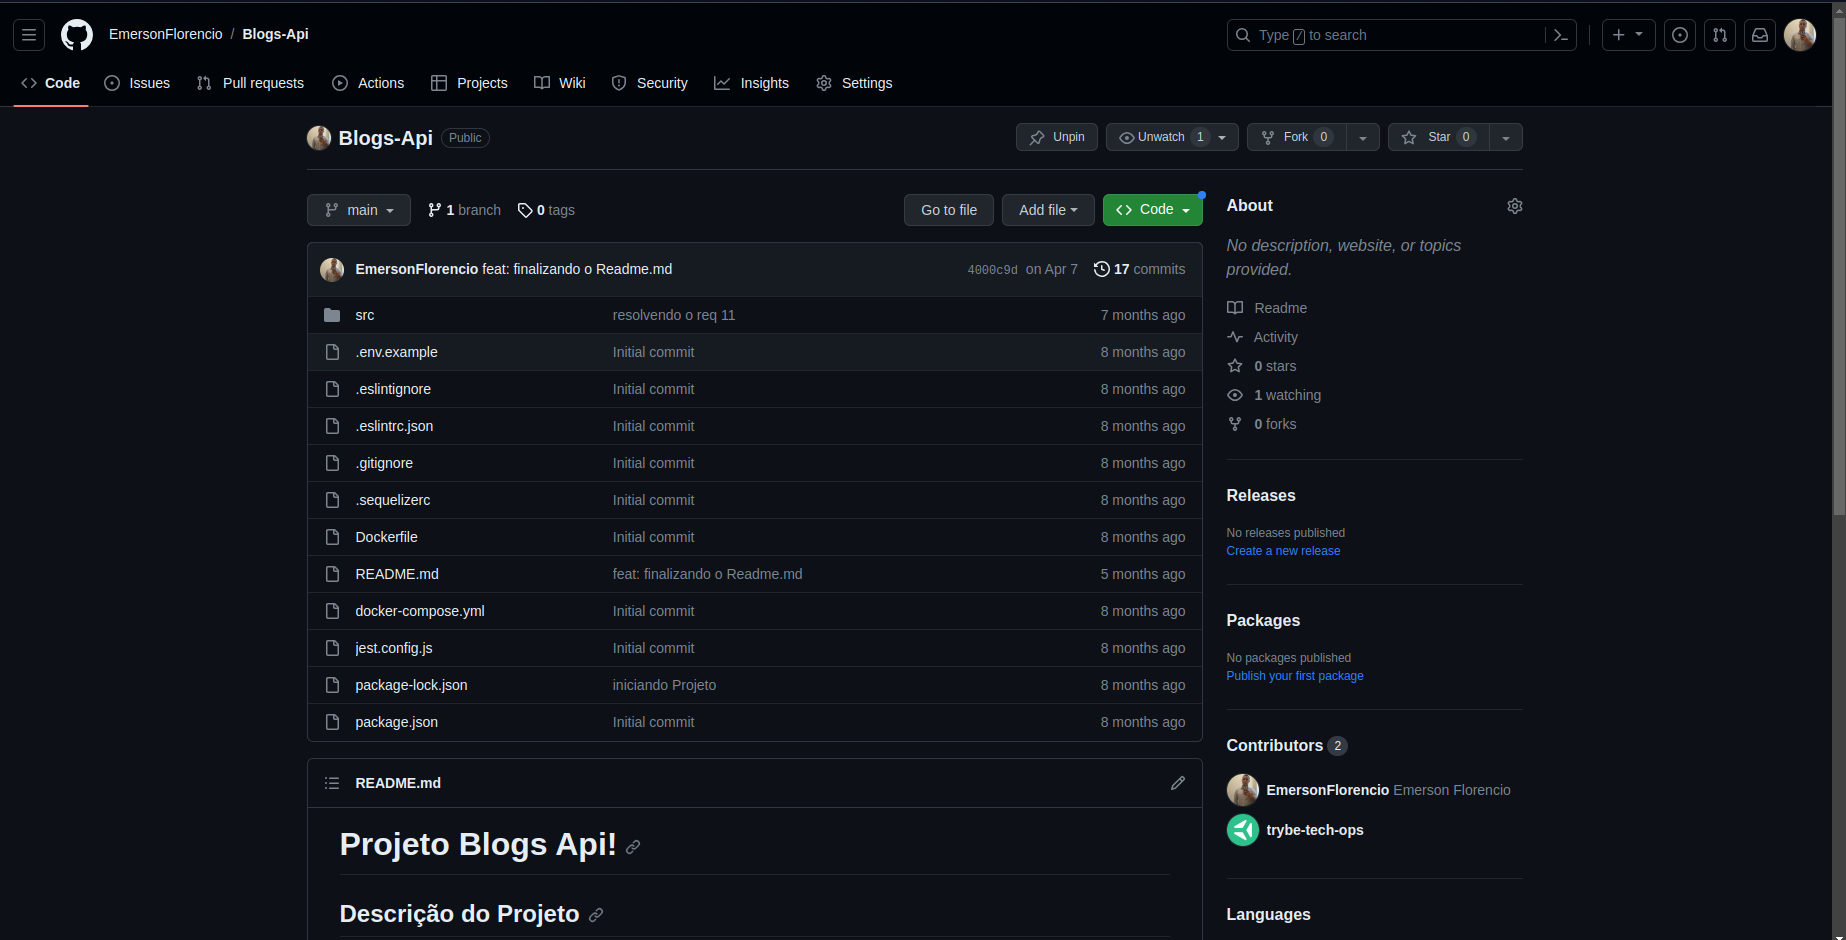 EmersonFlorencio / Blogs-Api
Type / to search
Code Issues Pull requests Actions Projects Wiki Security Insights Settings
Blogs-Api Public
Unpin Unwatch 1 Fork 0 Star 0
main 1 branch 0 tags Go to file Add file Code
EmersonFlorencio feat: finalizando o Readme.md 4000c9d on Apr 7 17 commits
src resolvendo o req 11 7 months ago
.env.example Initial commit 8 months ago
.eslintignore Initial commit 8 months ago
.eslintrc.json Initial commit 8 months ago
.gitignore Initial commit 8 months ago
.sequelizerc Initial commit 8 months ago
Dockerfile Initial commit 8 months ago
README.md feat: finalizando o Readme.md 5 months ago
docker-compose.yml Initial commit 8 months ago
jest.config.js Initial commit 8 months ago
package-lock.json iniciando Projeto 8 months ago
package.json Initial commit 8 months ago
README.md
Projeto Blogs Api!
Descrição do Projeto
About
No description, website, or topics
provided.
Readme
Activity
0 stars
1 watching
0 forks
Releases
No releases published
Create a new release
Packages
No packages published
Publish your first package
Contributors 2
EmersonFlorencio Emerson Florencio
trybe-tech-ops
Languages